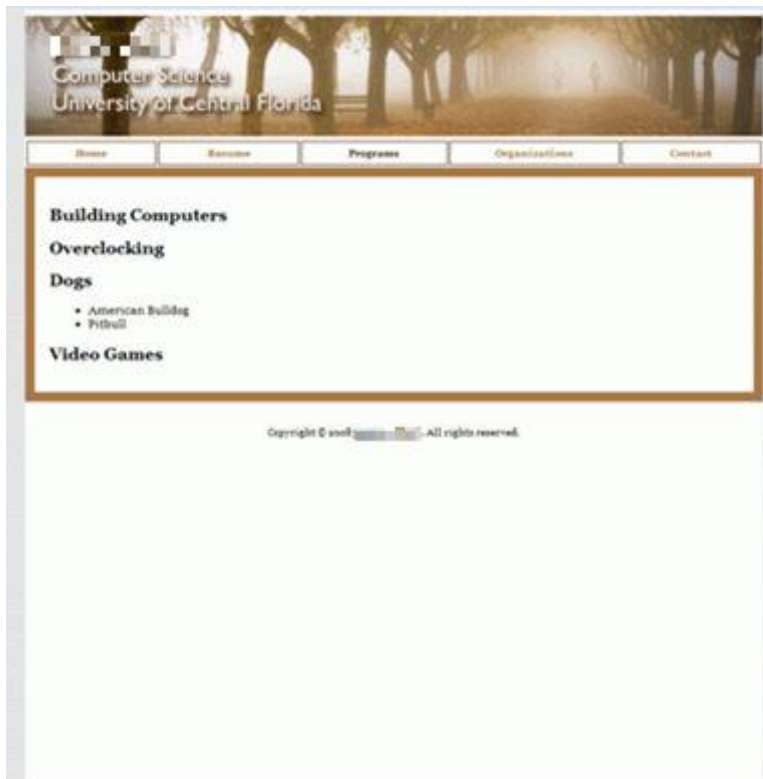 Computer Science
University of Central Florida
Home Resume Programs Organizations Contact
Building Computers
Overclocking
Dogs
American Bulldog
Pitbull
Video Games
Copyright © 2008 . All rights reserved.